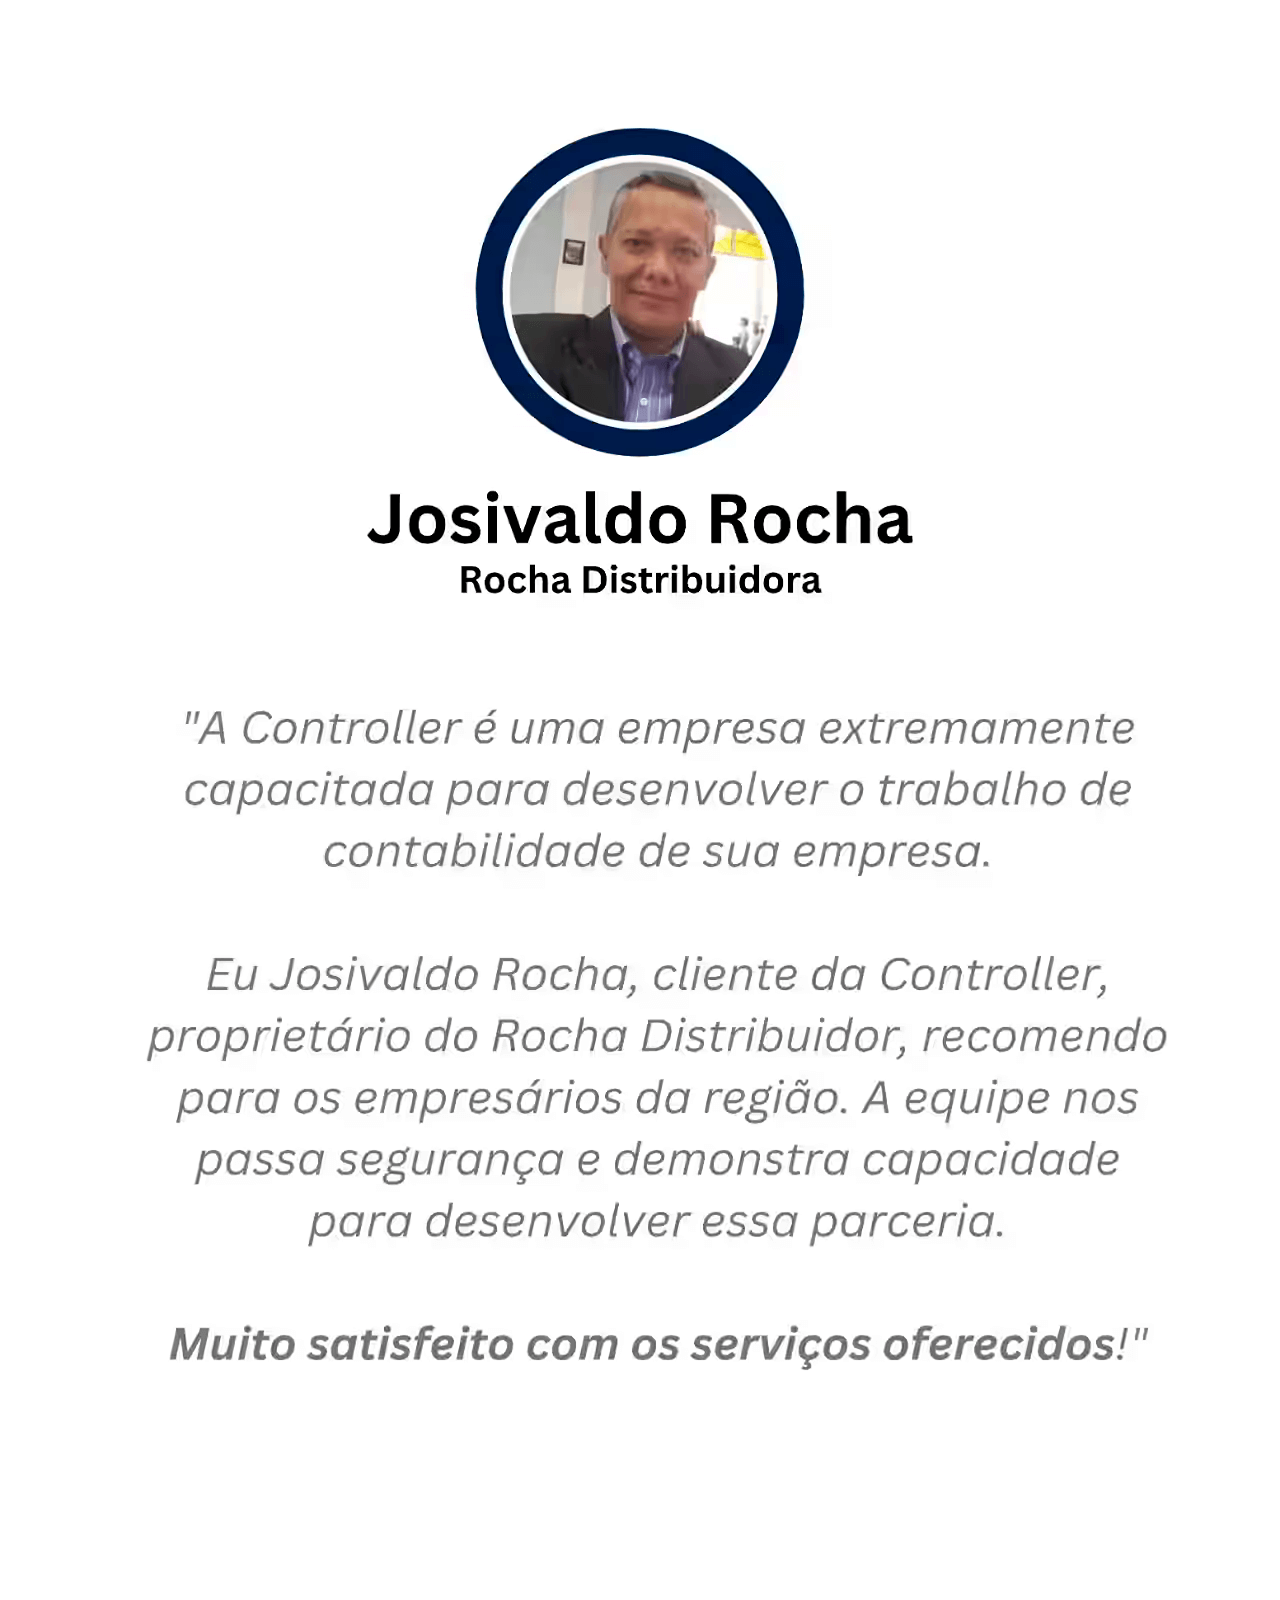 Josivaldo Rocha
Rocha Distribuidora
"A Controller é uma empresa extremamente
capacitada para desenvolver o trabalho de
contabilidade de sua empresa.
Eu Josivaldo Rocha, cliente da Controller,
proprietário do Rocha Distribuidor, recomendo
para os empresários da região. A equipe nos
passa segurança e demonstra capacidade
para desenvolver essa parceria.
Muito satisfeito com os serviços oferecidos!"